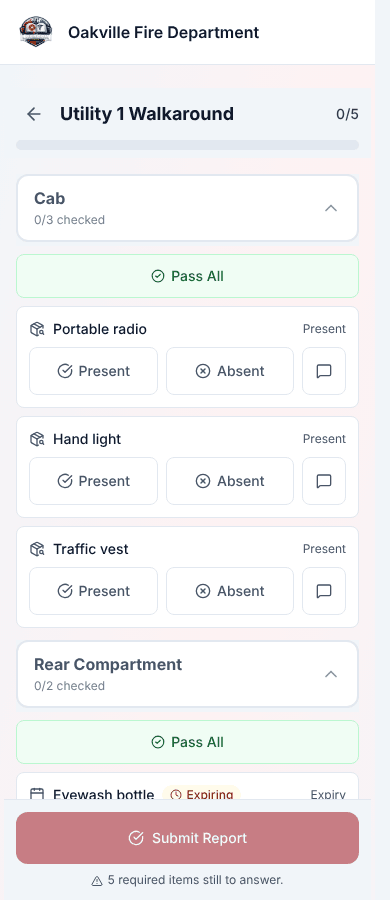 Oakville Fire Department
Utility 1 Walkaround
0/5
Cab
0/3 checked
Pass All
Portable radio
Present
Present
Absent
Hand light
Present
Present
Absent
Traffic vest
Present
Present
Absent
Rear Compartment
0/2 checked
Pass All
Eyewash bottle
Expiring
Expiry
Submit Report
5 required items still to answer.